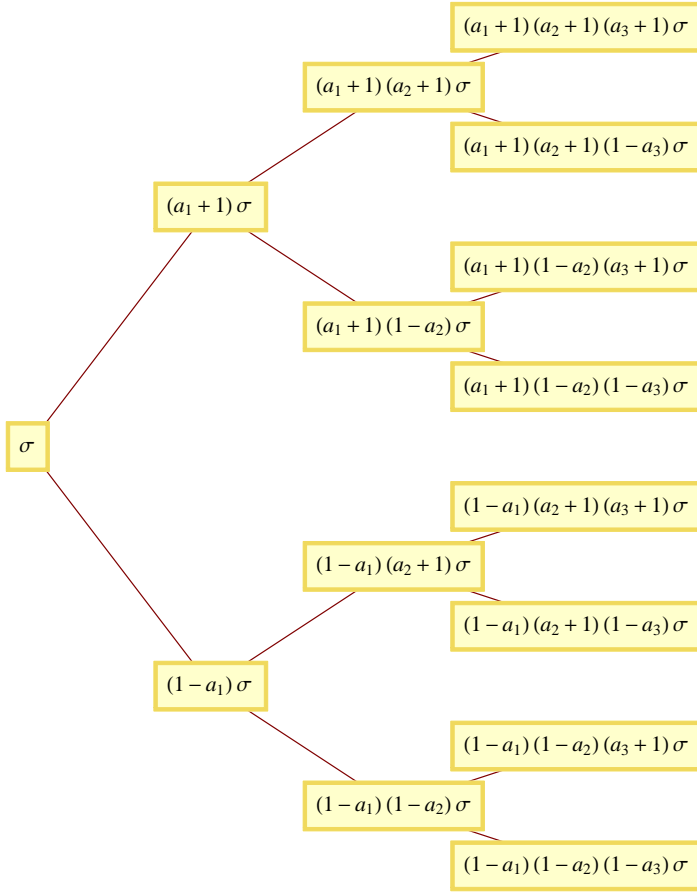 (a₁ + 1) (a₂ + 1) (a₃ + 1) σ
(a₁ + 1) (a₂ + 1) σ
(a₁ + 1) (a₂ + 1) (1 − a₃) σ
(a₁ + 1) σ
(a₁ + 1) (1 − a₂) (a₃ + 1) σ
(a₁ + 1) (1 − a₂) σ
(a₁ + 1) (1 − a₂) (1 − a₃) σ
σ
(1 − a₁) (a₂ + 1) (a₃ + 1) σ
(1 − a₁) (a₂ + 1) σ
(1 − a₁) (a₂ + 1) (1 − a₃) σ
(1 − a₁) σ
(1 − a₁) (1 − a₂) (a₃ + 1) σ
(1 − a₁) (1 − a₂) σ
(1 − a₁) (1 − a₂) (1 − a₃) σ